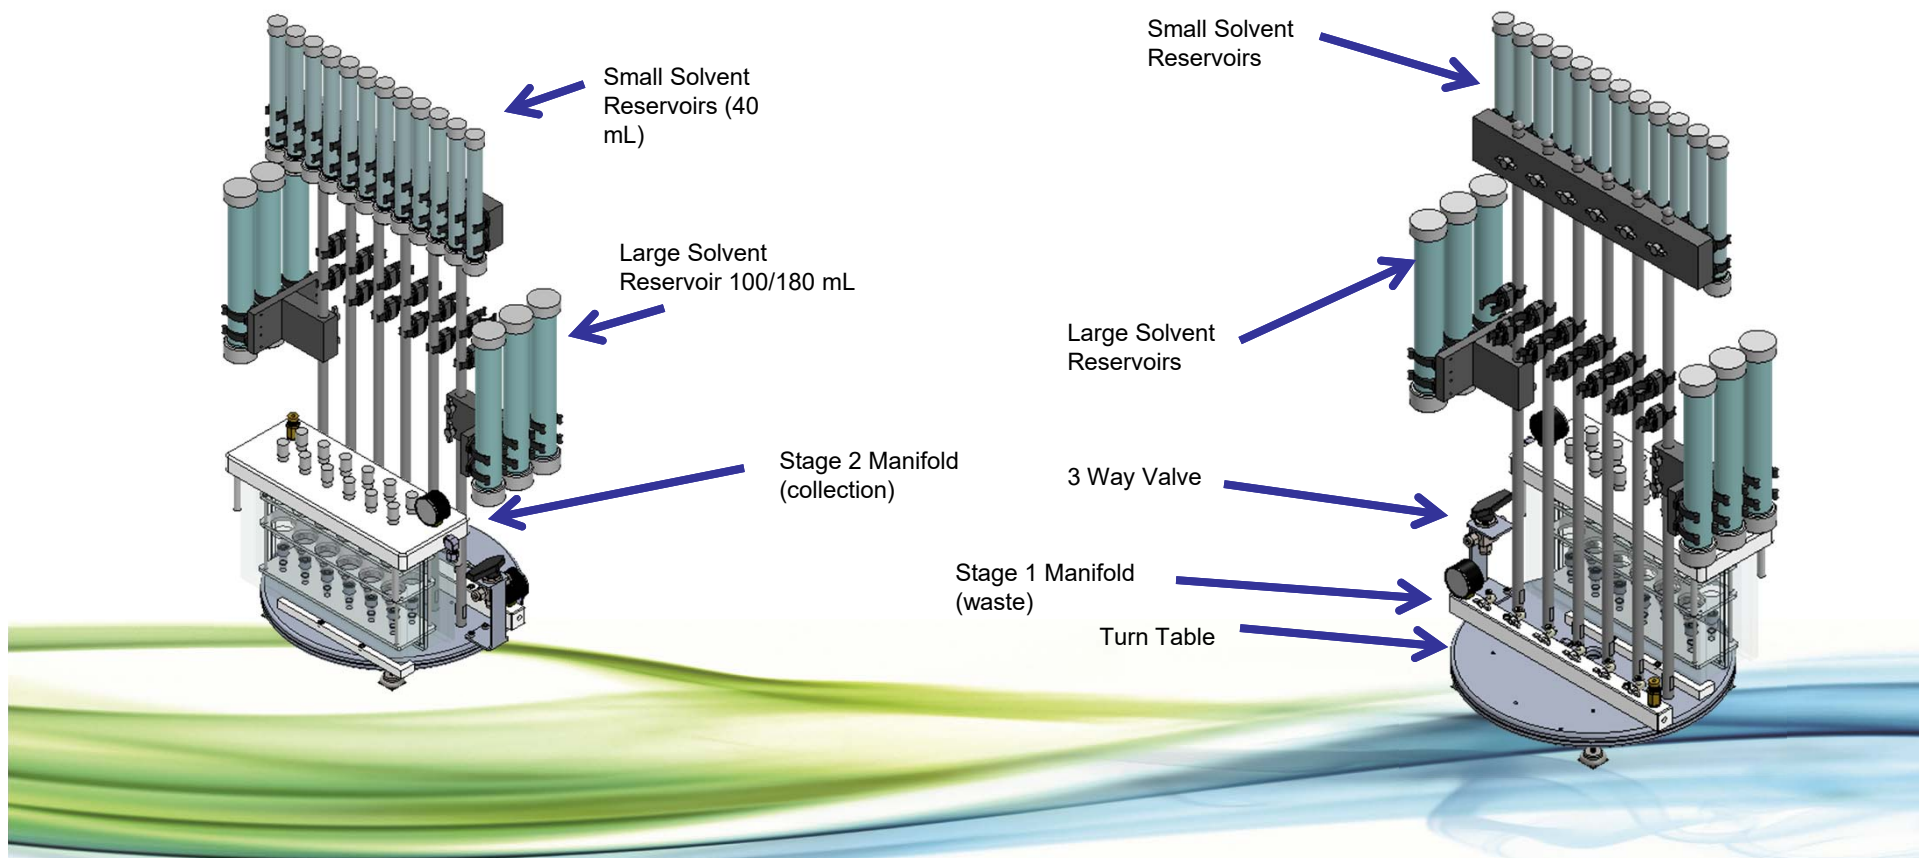 Small Solvent
Reservoirs (40
mL)
Large Solvent
Reservoir 100/180 mL
Stage 2 Manifold
(collection)
Small Solvent
Reservoirs
Large Solvent
Reservoirs
3 Way Valve
Stage 1 Manifold
(waste)
Turn Table